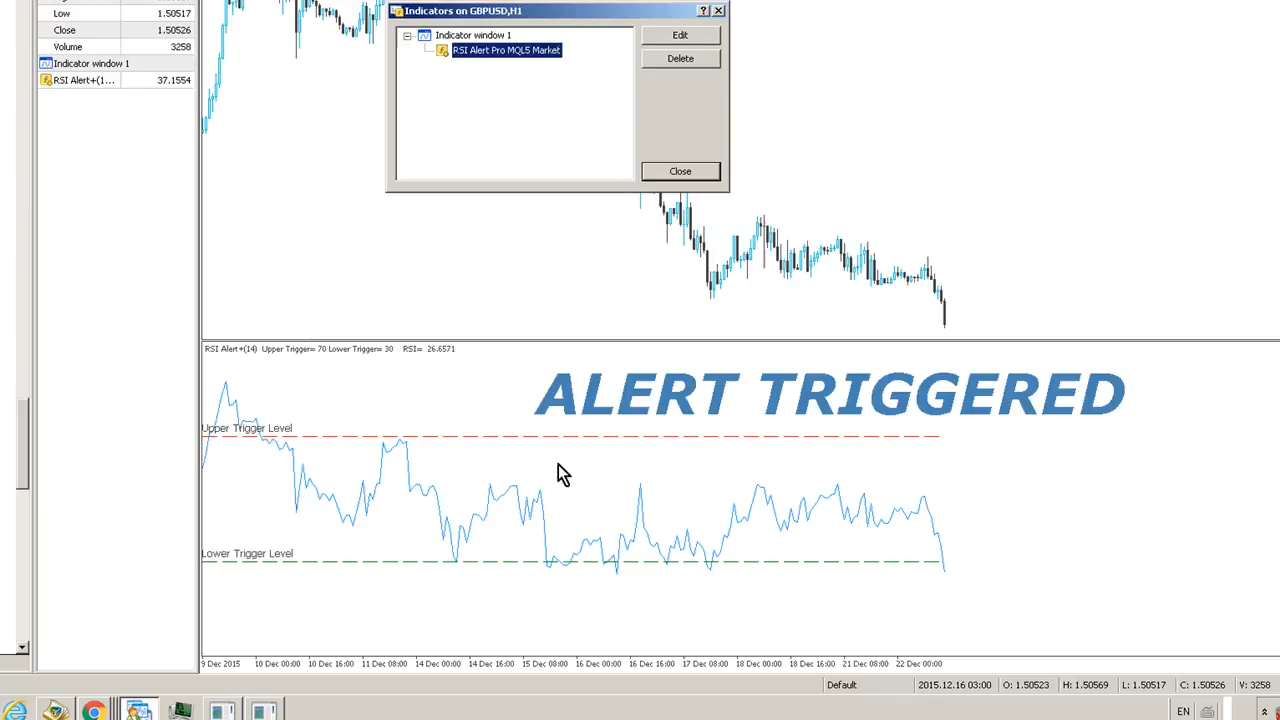 Low 1.50517
Close 1.50526
Volume 3258
Indicator window 1
RSI Alert+(1... 37.1554
Indicators on GBPUSD,H1
Indicator window 1
RSI Alert Pro MQL5 Market
Edit
Delete
Close
RSI Alert+(14) Upper Trigger= 70 Lower Trigger= 30 RSI= 26.6571
ALERT TRIGGERED
Upper Trigger Level
Lower Trigger Level
9 Dec 2015 10 Dec 00:00 10 Dec 16:00 11 Dec 08:00 14 Dec 00:00 14 Dec 16:00 15 Dec 08:00 16 Dec 00:00 16 Dec 16:00 17 Dec 08:00 18 Dec 00:00 18 Dec 16:00 21 Dec 08:00 22 Dec 00:00
Default 2015.12.16 03:00 O: 1.50523 H: 1.50569 L: 1.50517 C: 1.50526 V: 3258
EN